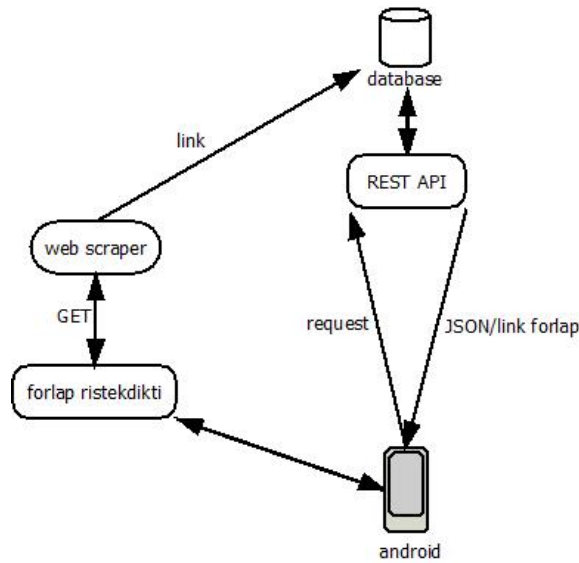 database
link
REST API
web scraper
GET
request
JSON/link forlap
forlap ristekdikti
android